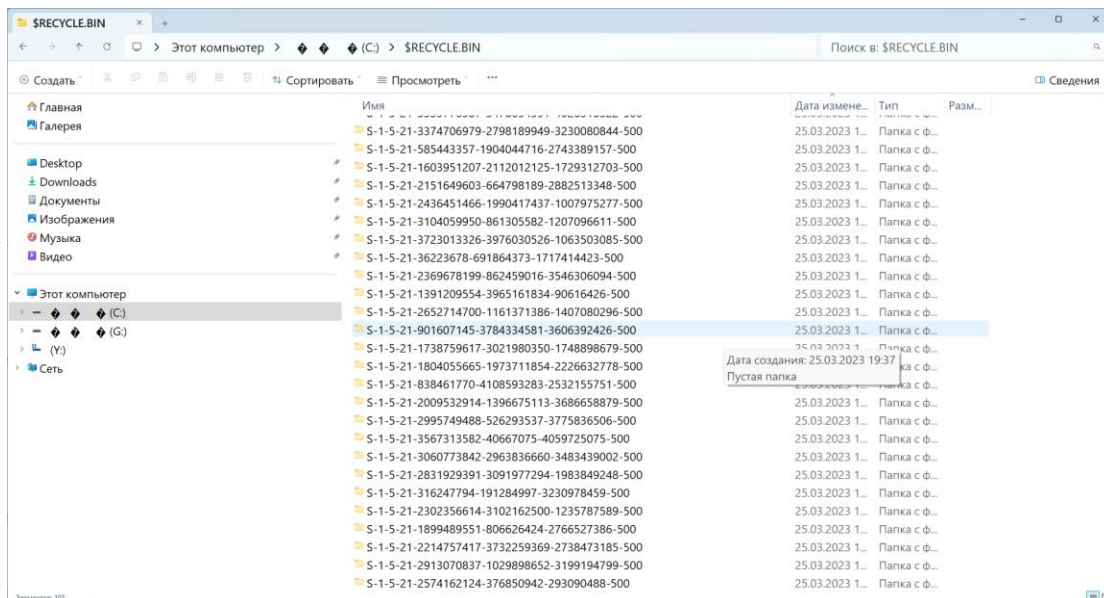 $RECYCLE.BIN
Этот компьютер > � � � (C:) > $RECYCLE.BIN
Поиск в: $RECYCLE.BIN
Создать
Сортировать
Просмотреть
...
Сведения
Главная
Галерея
Desktop
Downloads
Документы
Изображения
Музыка
Видео
Этот компьютер
� � � (C:)
� � � (G:)
(Y:)
Сеть
Имя Дата измене... Тип Разм...
S-1-5-21-3374706979-2798189949-3230080844-500 25.03.2023 1... Папка с ф...
S-1-5-21-585443357-1904044716-2743389157-500 25.03.2023 1... Папка с ф...
S-1-5-21-1603951207-2112012125-1729312703-500 25.03.2023 1... Папка с ф...
S-1-5-21-2151649603-664798189-2882513348-500 25.03.2023 1... Папка с ф...
S-1-5-21-2436451466-1990417437-1007975277-500 25.03.2023 1... Папка с ф...
S-1-5-21-3104059950-861305582-1207096611-500 25.03.2023 1... Папка с ф...
S-1-5-21-3723013326-3976030526-1063503085-500 25.03.2023 1... Папка с ф...
S-1-5-21-36223678-691864373-1717414423-500 25.03.2023 1... Папка с ф...
S-1-5-21-2369678199-862459016-3546306094-500 25.03.2023 1... Папка с ф...
S-1-5-21-1391209554-3965161834-90616426-500 25.03.2023 1... Папка с ф...
S-1-5-21-2652714700-1161371386-1407080296-500 25.03.2023 1... Папка с ф...
S-1-5-21-901607145-3784334581-3606392426-500 25.03.2023 1... Папка с ф...
S-1-5-21-1738759617-3021980350-1748898679-500 25.03.2023 1... Папка с ф...
S-1-5-21-1804055665-1973711854-2226632778-500
Дата создания: 25.03.2023 19:37
Пустая папка
S-1-5-21-838461770-4108593283-2532155751-500
S-1-5-21-2009532914-1396675113-3686658879-500 25.03.2023 1... Папка с ф...
S-1-5-21-2995749488-526293537-3775836506-500 25.03.2023 1... Папка с ф...
S-1-5-21-3567313582-40667075-4059725075-500 25.03.2023 1... Папка с ф...
S-1-5-21-3060773842-2963836660-3483439002-500 25.03.2023 1... Папка с ф...
S-1-5-21-2831929391-3091977294-1983849248-500 25.03.2023 1... Папка с ф...
S-1-5-21-316247794-191284997-3230978459-500 25.03.2023 1... Папка с ф...
S-1-5-21-2302356614-3102162500-1235787589-500 25.03.2023 1... Папка с ф...
S-1-5-21-1899489551-806626424-2766527386-500 25.03.2023 1... Папка с ф...
S-1-5-21-2214757417-3732259369-2738473185-500 25.03.2023 1... Папка с ф...
S-1-5-21-2913070837-1029898652-3199194799-500 25.03.2023 1... Папка с ф...
S-1-5-21-2574162124-376850942-293090488-500 25.03.2023 1... Папка с ф...